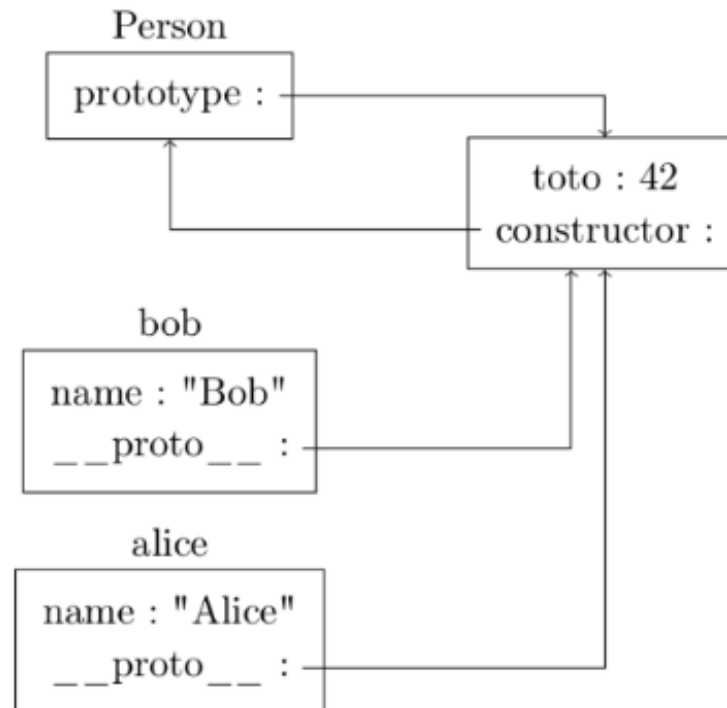 Person
prototype :
toto : 42
constructor :
bob
name : "Bob"
__proto__ :
alice
name : "Alice"
__proto__ :